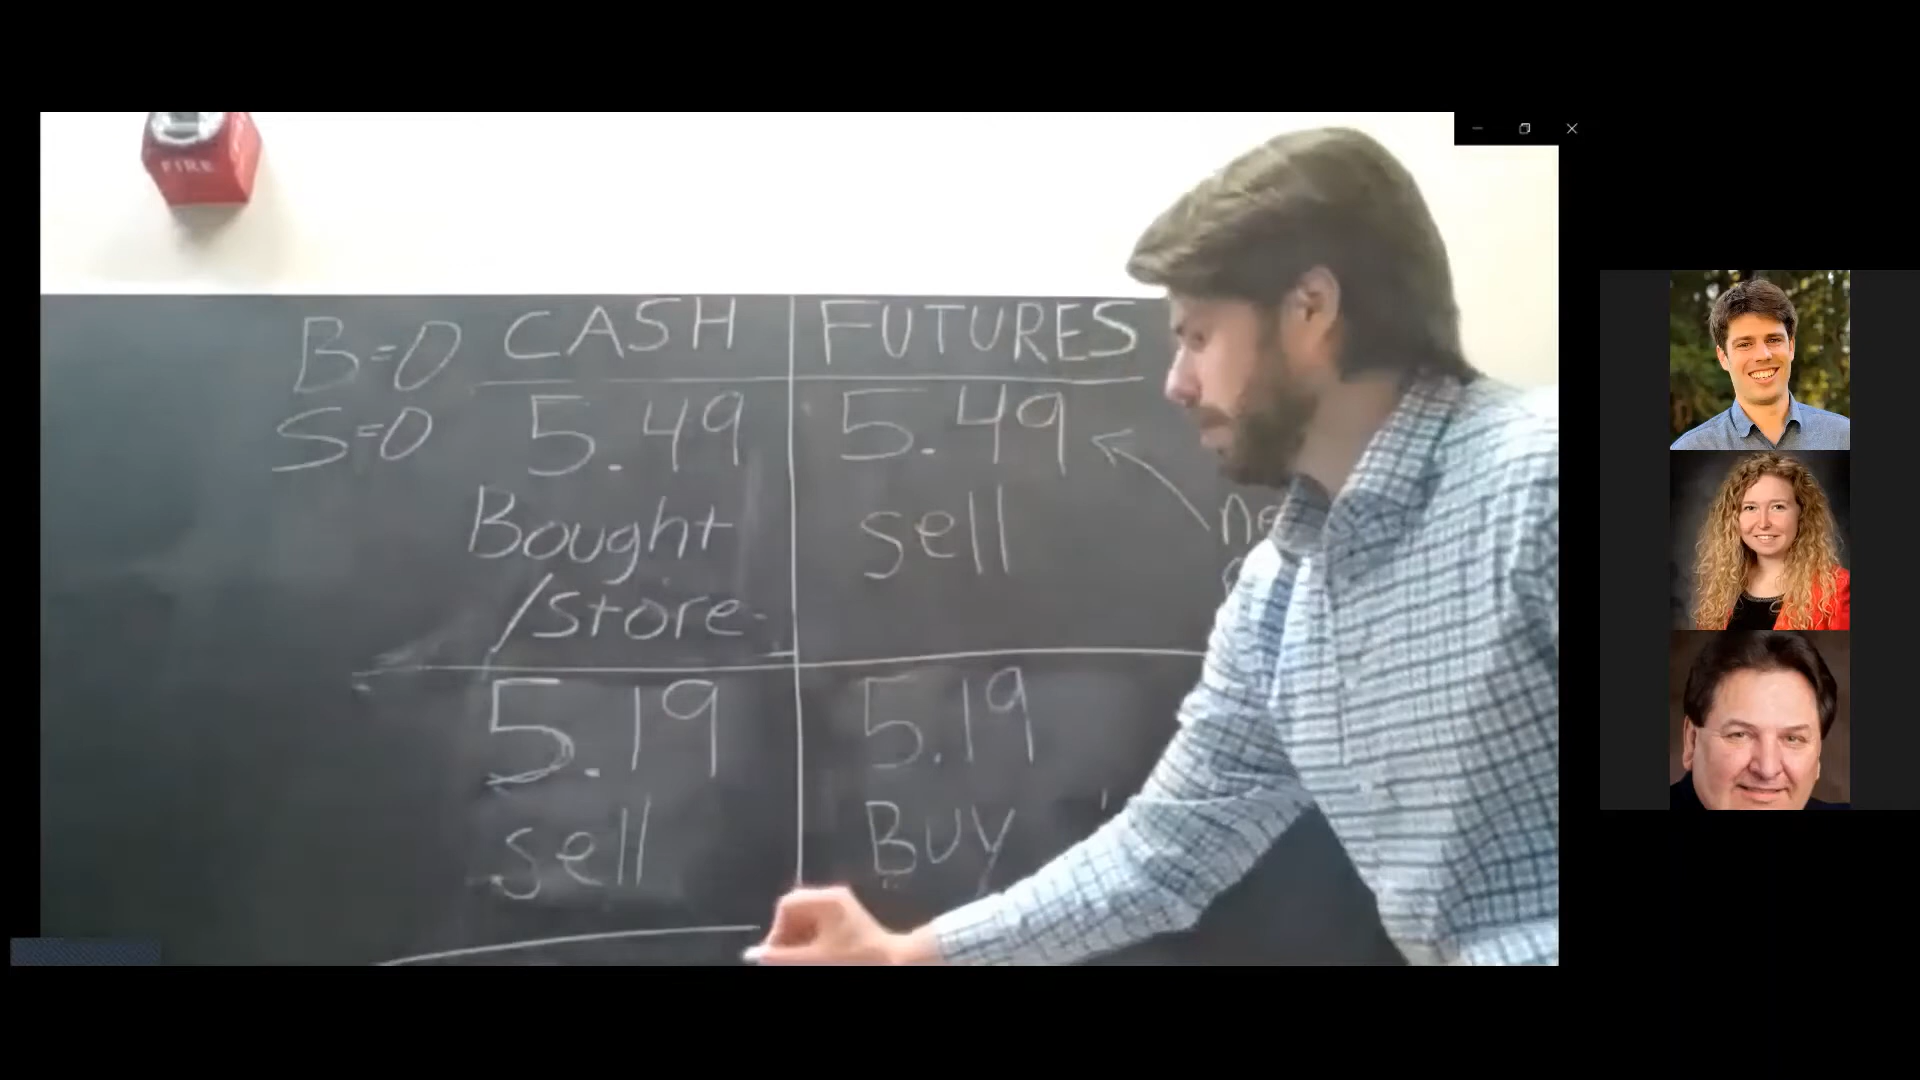 FIRE
B=0 CASH FUTURES
S=0 5.49 5.49
Bought sell
/store
5.19 5.19
sell Buy